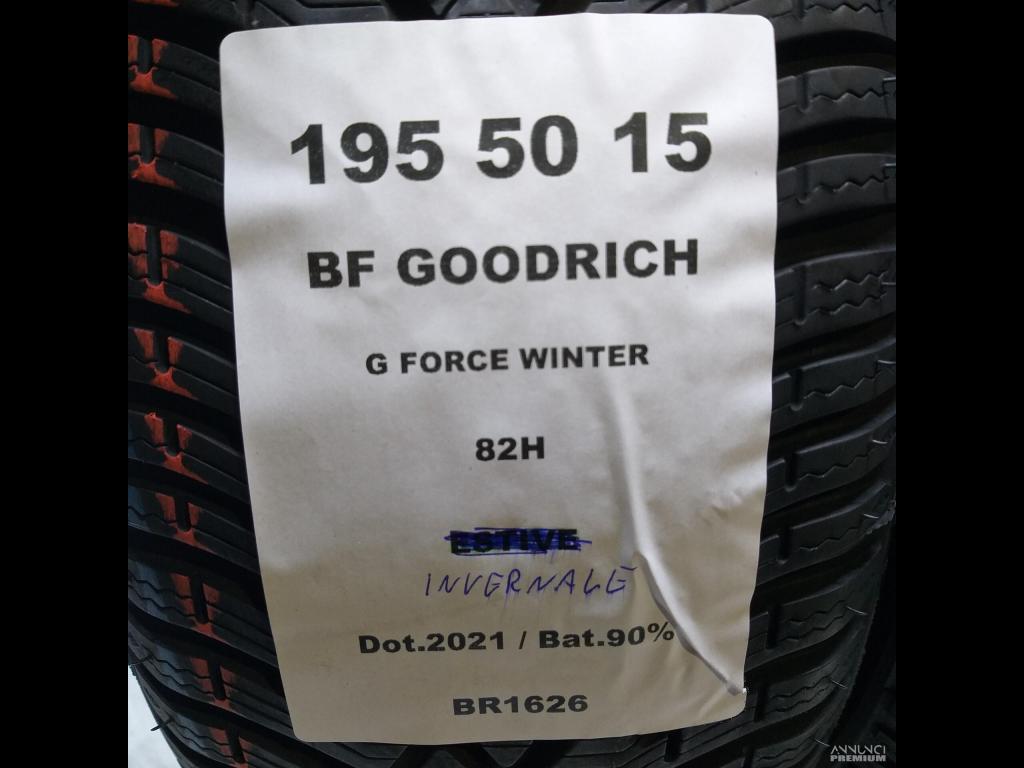 195 50 15
BF GOODRICH
G FORCE WINTER
82H
ESTIVE
INVERNALE
Dot.2021 / Bat.90%
BR1626
ANNUNCI
PREMIUM